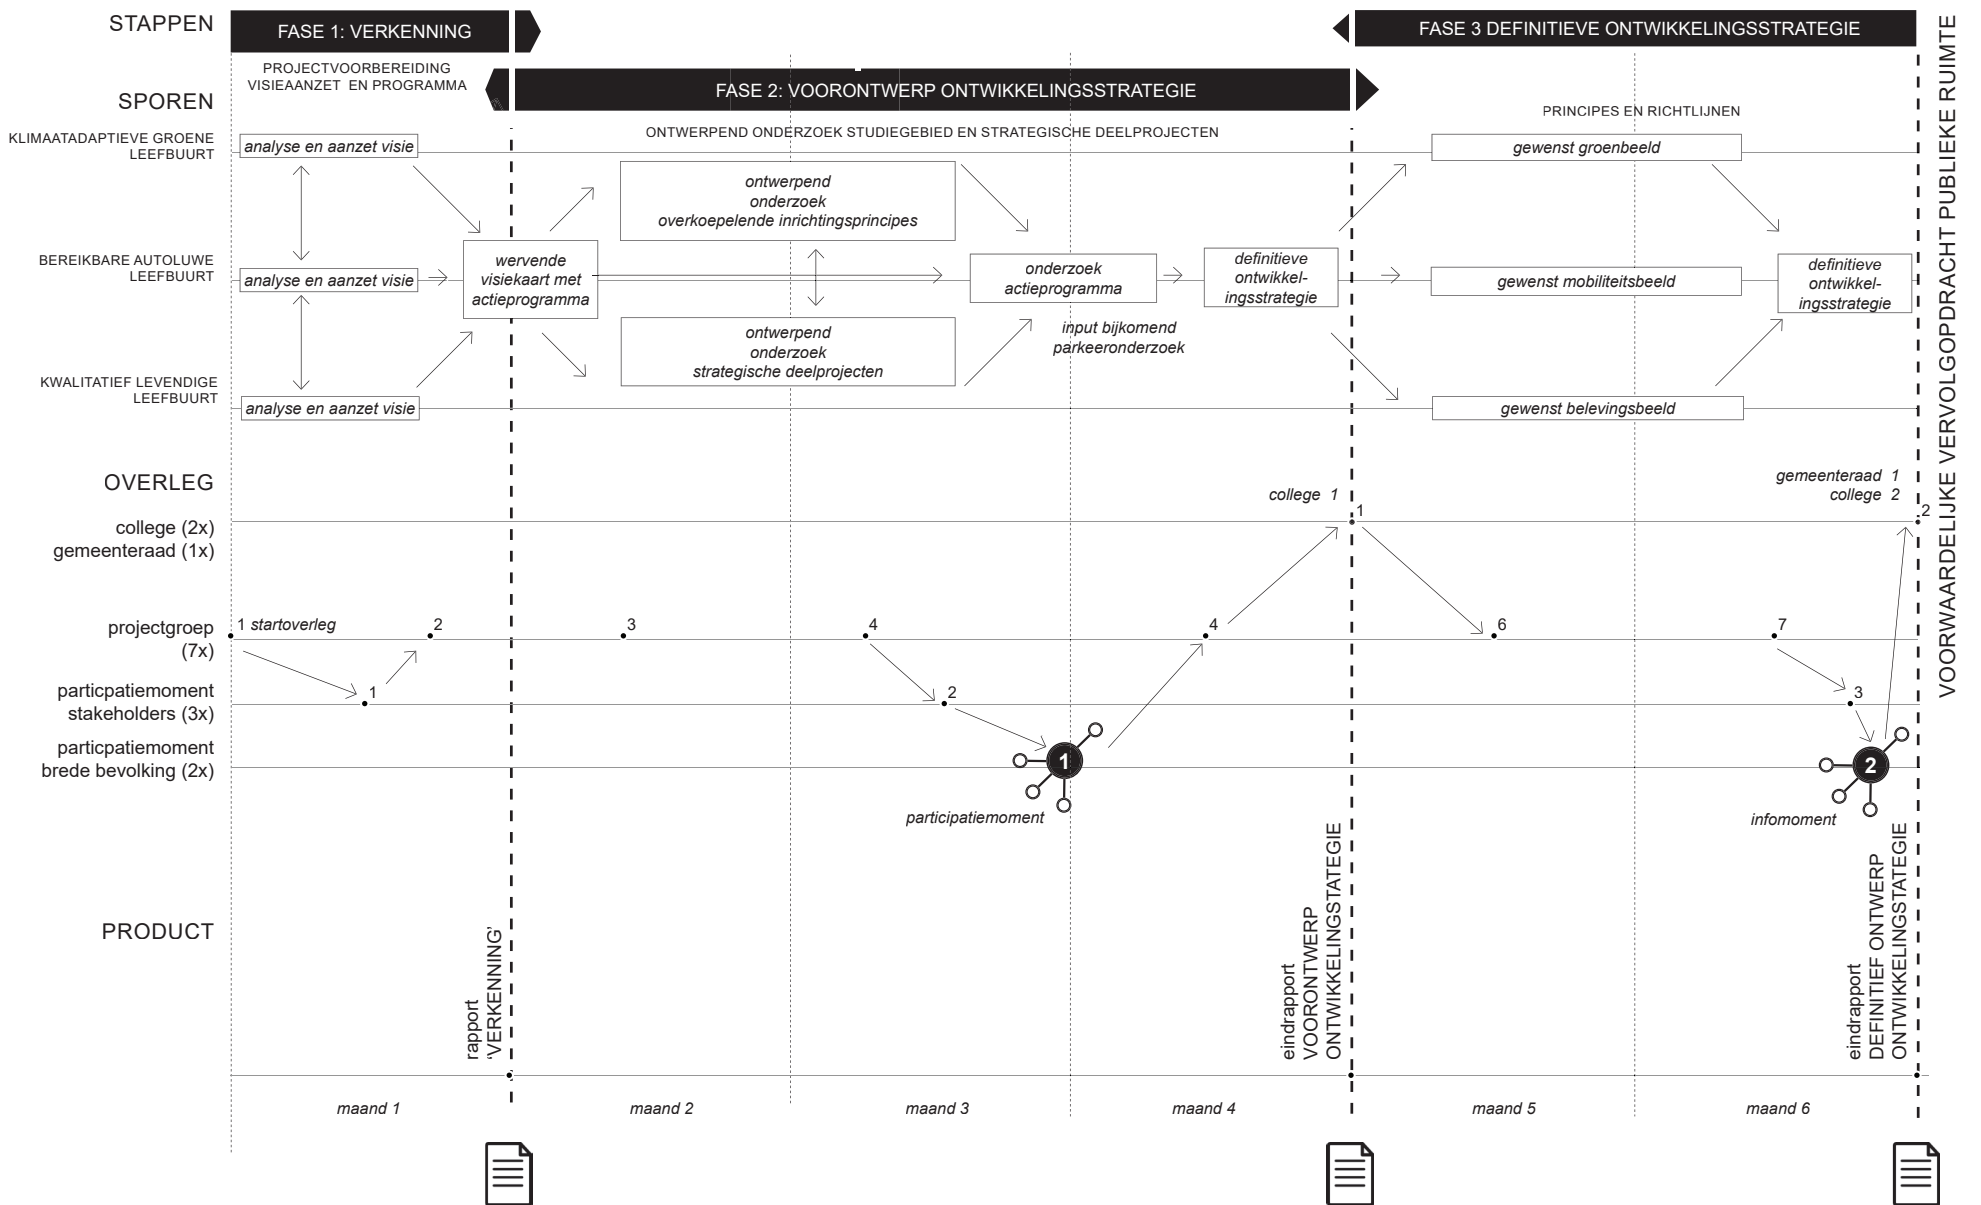 STAPPEN
FASE 1: VERKENNING
FASE 3 DEFINITIEVE ONTWIKKELINGSSTRATEGIE
PROJECTVOORBEREIDING
VISIEAANZET EN PROGRAMMA
FASE 2: VOORONTWERP ONTWIKKELINGSSTRATEGIE
SPOREN
ONTWERPEND ONDERZOEK STUDIEGEBIED EN STRATEGISCHE DEELPROJECTEN
PRINCIPES EN RICHTLIJNEN
KLIMAATADAPTIEVE GROENE
LEEFBUURT
analyse en aanzet visie
gewenst groenbeeld
ontwerpend
onderzoek
overkoepelende inrichtingsprincipes
BEREIKBARE AUTOLUWE
LEEFBUURT
analyse en aanzet visie
wervende
visiekaart met
actieprogramma
onderzoek
actieprogramma
definitieve
ontwikkel-
ingsstrategie
gewenst mobiliteitsbeeld
definitieve
ontwikkel-
ingsstrategie
input bijkomend
parkeeronderzoek
ontwerpend
onderzoek
strategische deelprojecten
KWALITATIEF LEVENDIGE
LEEFBUURT
analyse en aanzet visie
gewenst belevingsbeeld
OVERLEG
college 1
gemeenteraad 1
college 2
college (2x)
gemeenteraad (1x)
1
2
projectgroep
(7x)
1 startoverleg
2
3
4
4
6
7
particpatiemoment
stakeholders (3x)
1
2
3
particpatiemoment
brede bevolking (2x)
1
2
participatiemoment
infomoment
PRODUCT
rapport
'VERKENNING'
eindrapport
VOORONTWERP
ONTWIKKELINGSTATEGIE
eindrapport
DEFINITIEF ONTWERP
ONTWIKKELINGSTATEGIE
maand 1
maand 2
maand 3
maand 4
maand 5
maand 6
VOORWAARDELIJKE VERVOLGOPDRACHT PUBLIEKE RUIMTE